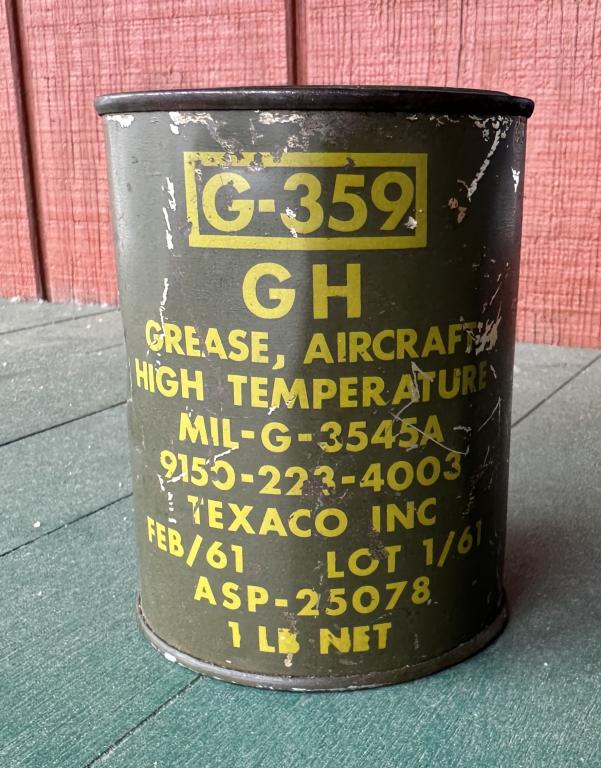 G-359
GH
GREASE, AIRCRAFT
HIGH TEMPERATURE
MIL-G-3545A
9150-223-4003
TEXACO INC
FEB/61 LOT 1/61
ASP-25078
1 LB NET